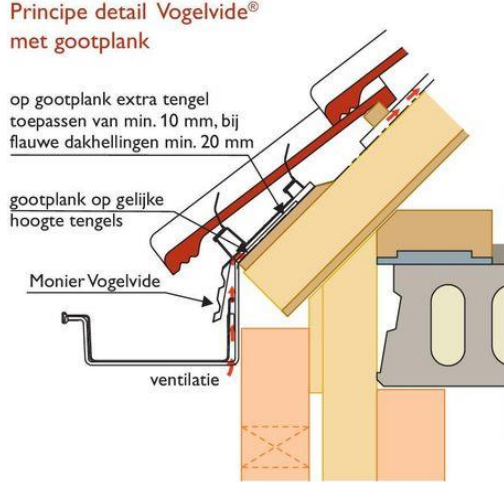 Principe detail Vogelvide®
met gootplank
op gootplank extra tengel
toepassen van min. 10 mm, bij
flauwe dakhellingen min. 20 mm
gootplank op gelijke
hoogte tengels
Monier Vogelvide
ventilatie